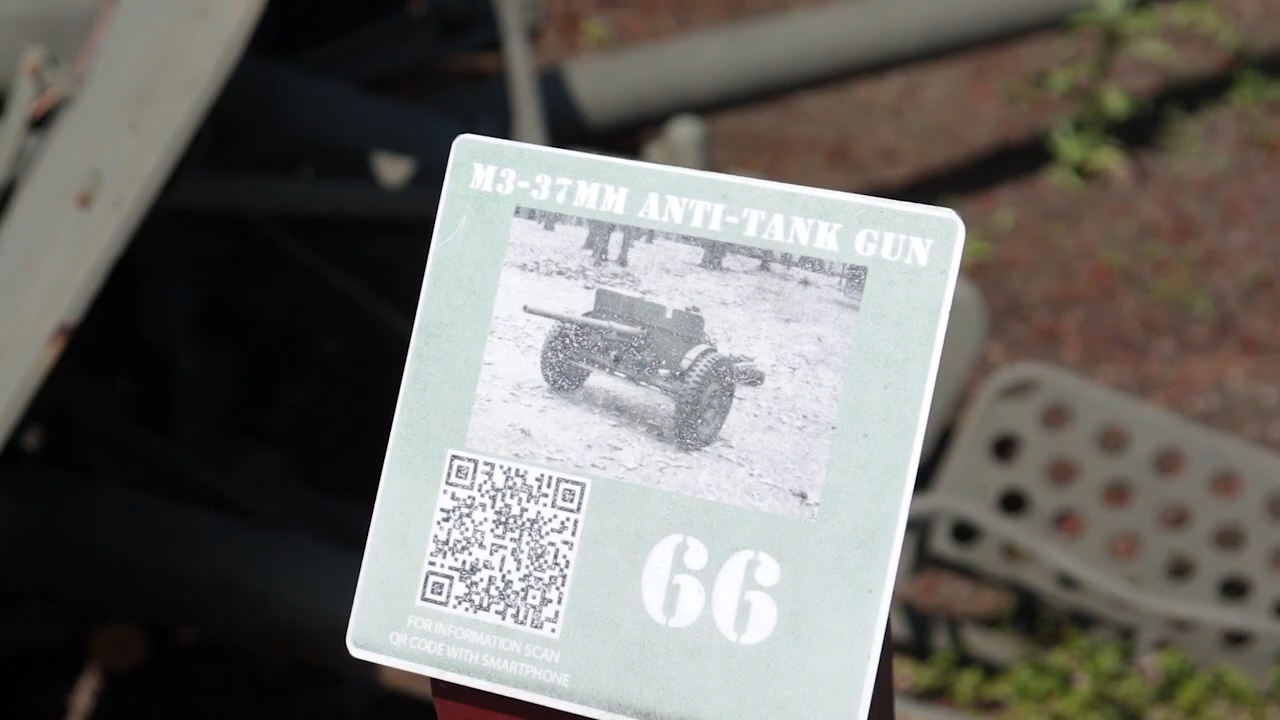 M3-37MM ANTI-TANK GUN
66
FOR INFORMATION SCAN
QR CODE WITH SMARTPHONE